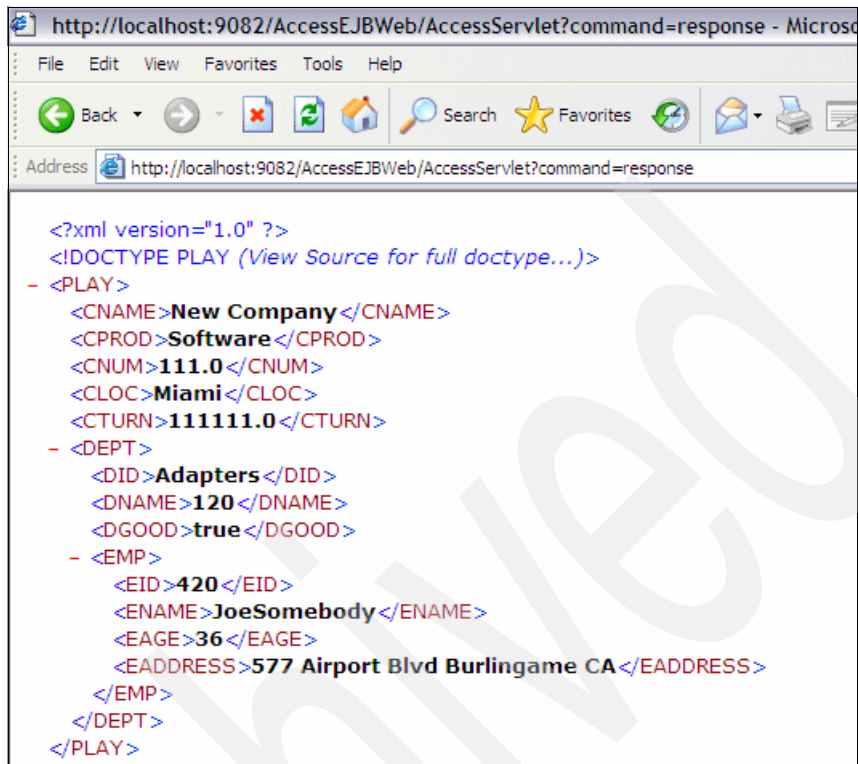 http://localhost:9082/AccessEJBWeb/AccessServlet?command=response - Microso
File Edit View Favorites Tools Help
Back Search Favorites
Address http://localhost:9082/AccessEJBWeb/AccessServlet?command=response
<?xml version="1.0" ?>
<!DOCTYPE PLAY (View Source for full doctype...)>
- <PLAY>
<CNAME>New Company</CNAME>
<CPROD>Software</CPROD>
<CNUM>111.0</CNUM>
<CLOC>Miami</CLOC>
<CTURN>111111.0</CTURN>
- <DEPT>
<DID>Adapters</DID>
<DNAME>120</DNAME>
<DGOOD>true</DGOOD>
- <EMP>
<EID>420</EID>
<ENAME>JoeSomebody</ENAME>
<EAGE>36</EAGE>
<EADDRESS>577 Airport Blvd Burlingame CA</EADDRESS>
</EMP>
</DEPT>
</PLAY>